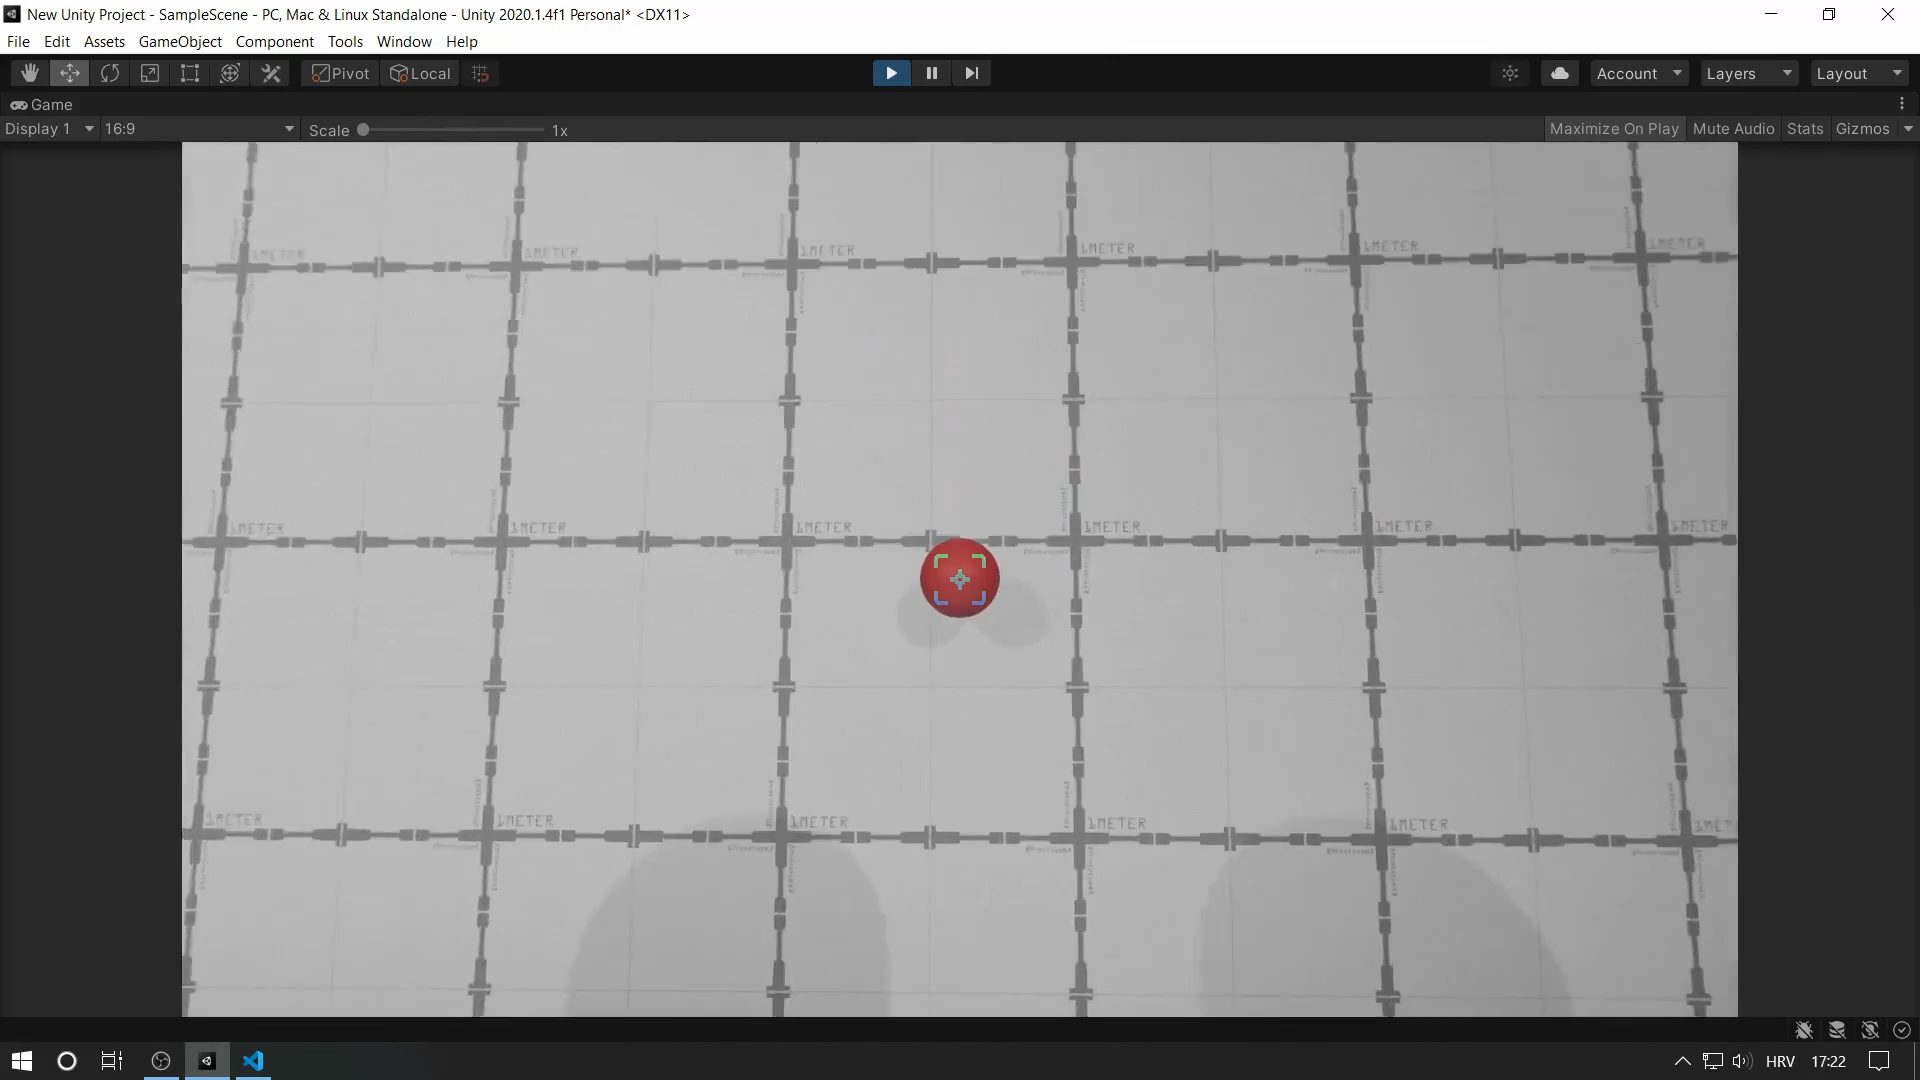 New Unity Project - SampleScene - PC, Mac & Linux Standalone - Unity 2020.1.4f1 Personal* <DX11>
File Edit Assets GameObject Component Tools Window Help
Pivot Local Account Layers Layout
Game
Display 1 16:9 Scale 1x Maximize On Play Mute Audio Stats Gizmos
1METER 1METER 1METER 1METER 1METER 1METER
1METER 1METER 1METER 1METER 1METER 1METER
1METER 1METER 1METER 1METER 1METER 1MET
HRV 17:22